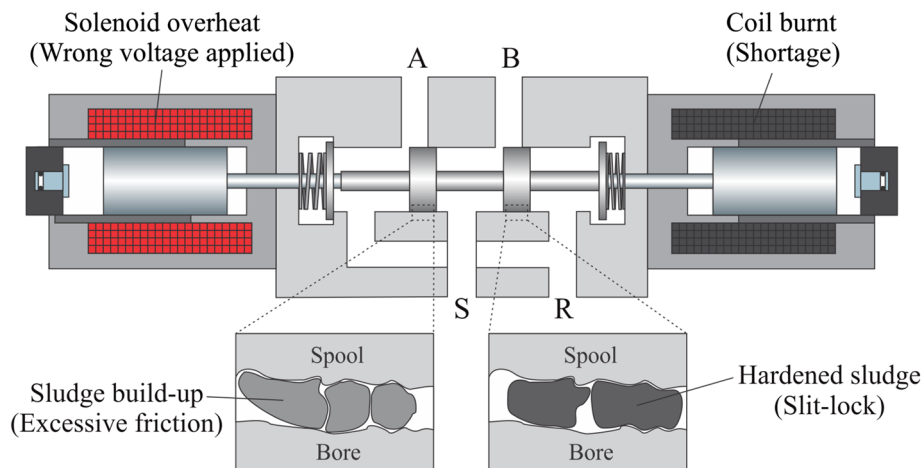 Solenoid overheat
(Wrong voltage applied)
Coil burnt
(Shortage)
A
B
S
R
Spool
Sludge build-up
(Excessive friction)
Bore
Spool
Hardened sludge
(Slit-lock)
Bore